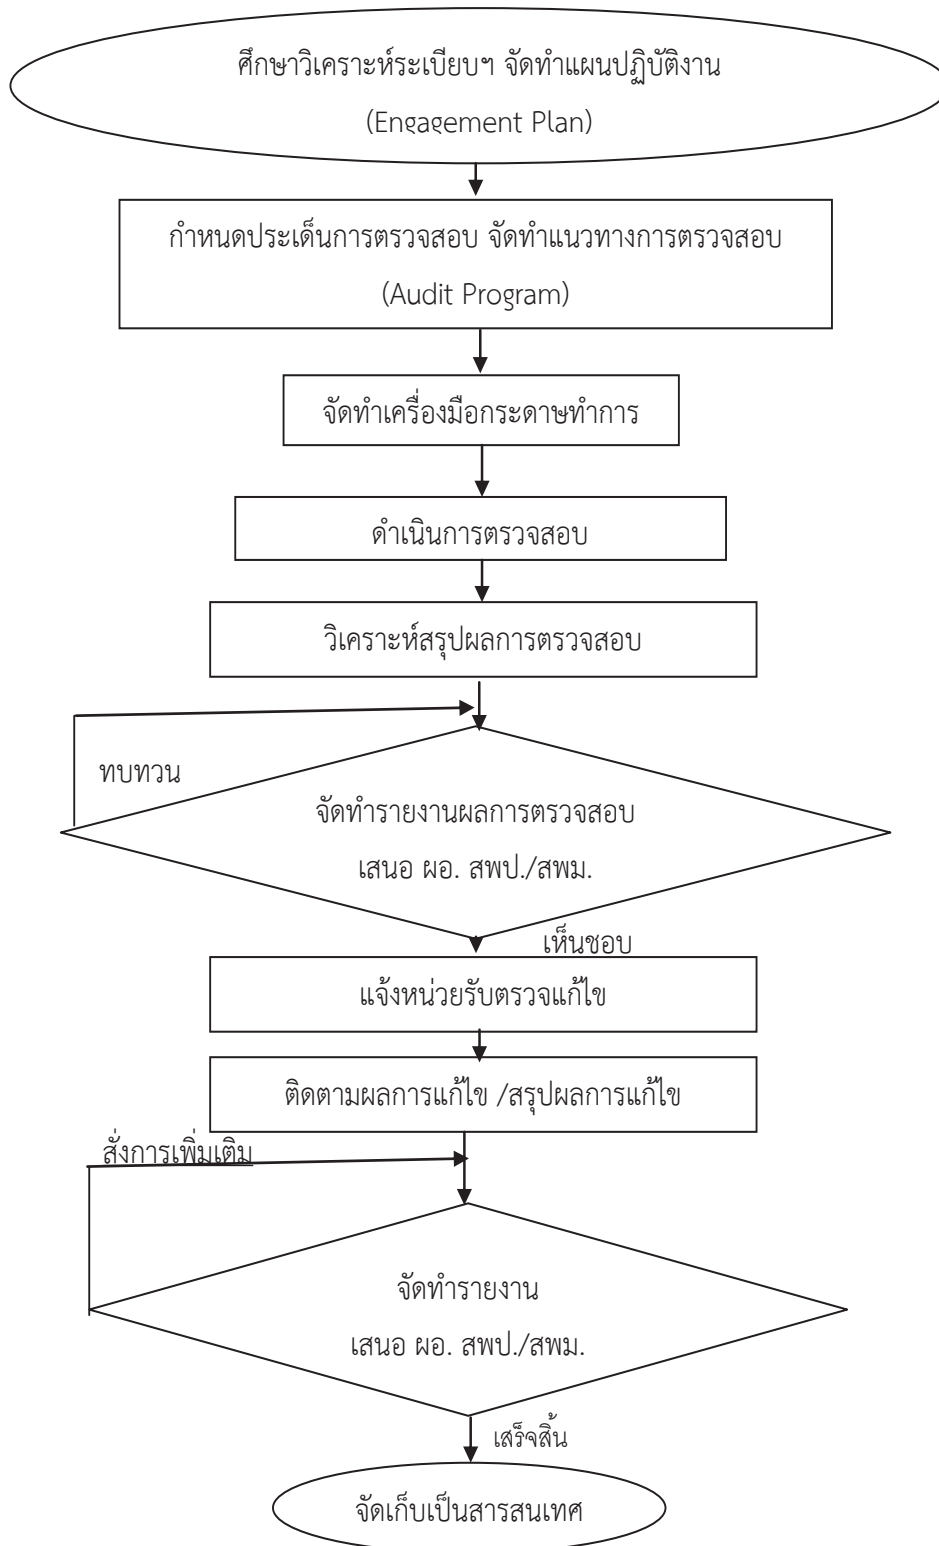 ศึกษาวิเคราะห์ระเบียบฯ จัดทำแผนปฏิบัติงาน
(Engagement Plan)
กำหนดประเด็นการตรวจสอบ จัดทำแนวทางการตรวจสอบ
(Audit Program)
จัดทำเครื่องมือกระดาษทำการ
ดำเนินการตรวจสอบ
วิเคราะห์สรุปผลการตรวจสอบ
ทบทวน
จัดทำรายงานผลการตรวจสอบ
เสนอ ผอ. สพป./สพม.
เห็นชอบ
แจ้งหน่วยรับตรวจแก้ไข
ติดตามผลการแก้ไข /สรุปผลการแก้ไข
สั่งการเพิ่มเติม
จัดทำรายงาน
เสนอ ผอ. สพป./สพม.
เสร็จสิ้น
จัดเก็บเป็นสารสนเทศ